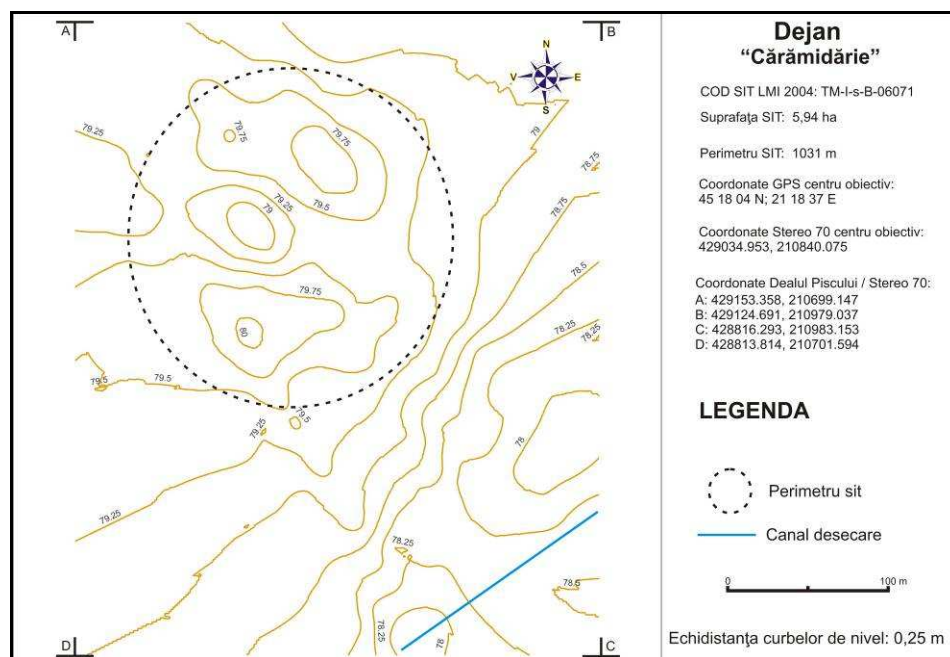 A
B
N
V
E
S
79.25
79.75
79.5
79
79.25
79
78.75
78.75
78.5
78.25
78.25
79.75
80
79.5
79.5
79.5
79.25
78
79.25
78.25
78.5
78.25
78
D
C
Dejan
“Cărămidărie”
COD SIT LMI 2004: TM-I-s-B-06071
Suprafaţa SIT: 5,94 ha
Perimetru SIT: 1031 m
Coordonate GPS centru obiectiv:
45 18 04 N; 21 18 37 E
Coordonate Stereo 70 centru obiectiv:
429034.953, 210840.075
Coordonate Dealul Piscului / Stereo 70:
A: 429153.358, 210699.147
B: 429124.691, 210979.037
C: 428816.293, 210983.153
D: 428813.814, 210701.594
LEGENDA
Perimetru sit
Canal desecare
0 100 m
Echidistanţa curbelor de nivel: 0,25 m